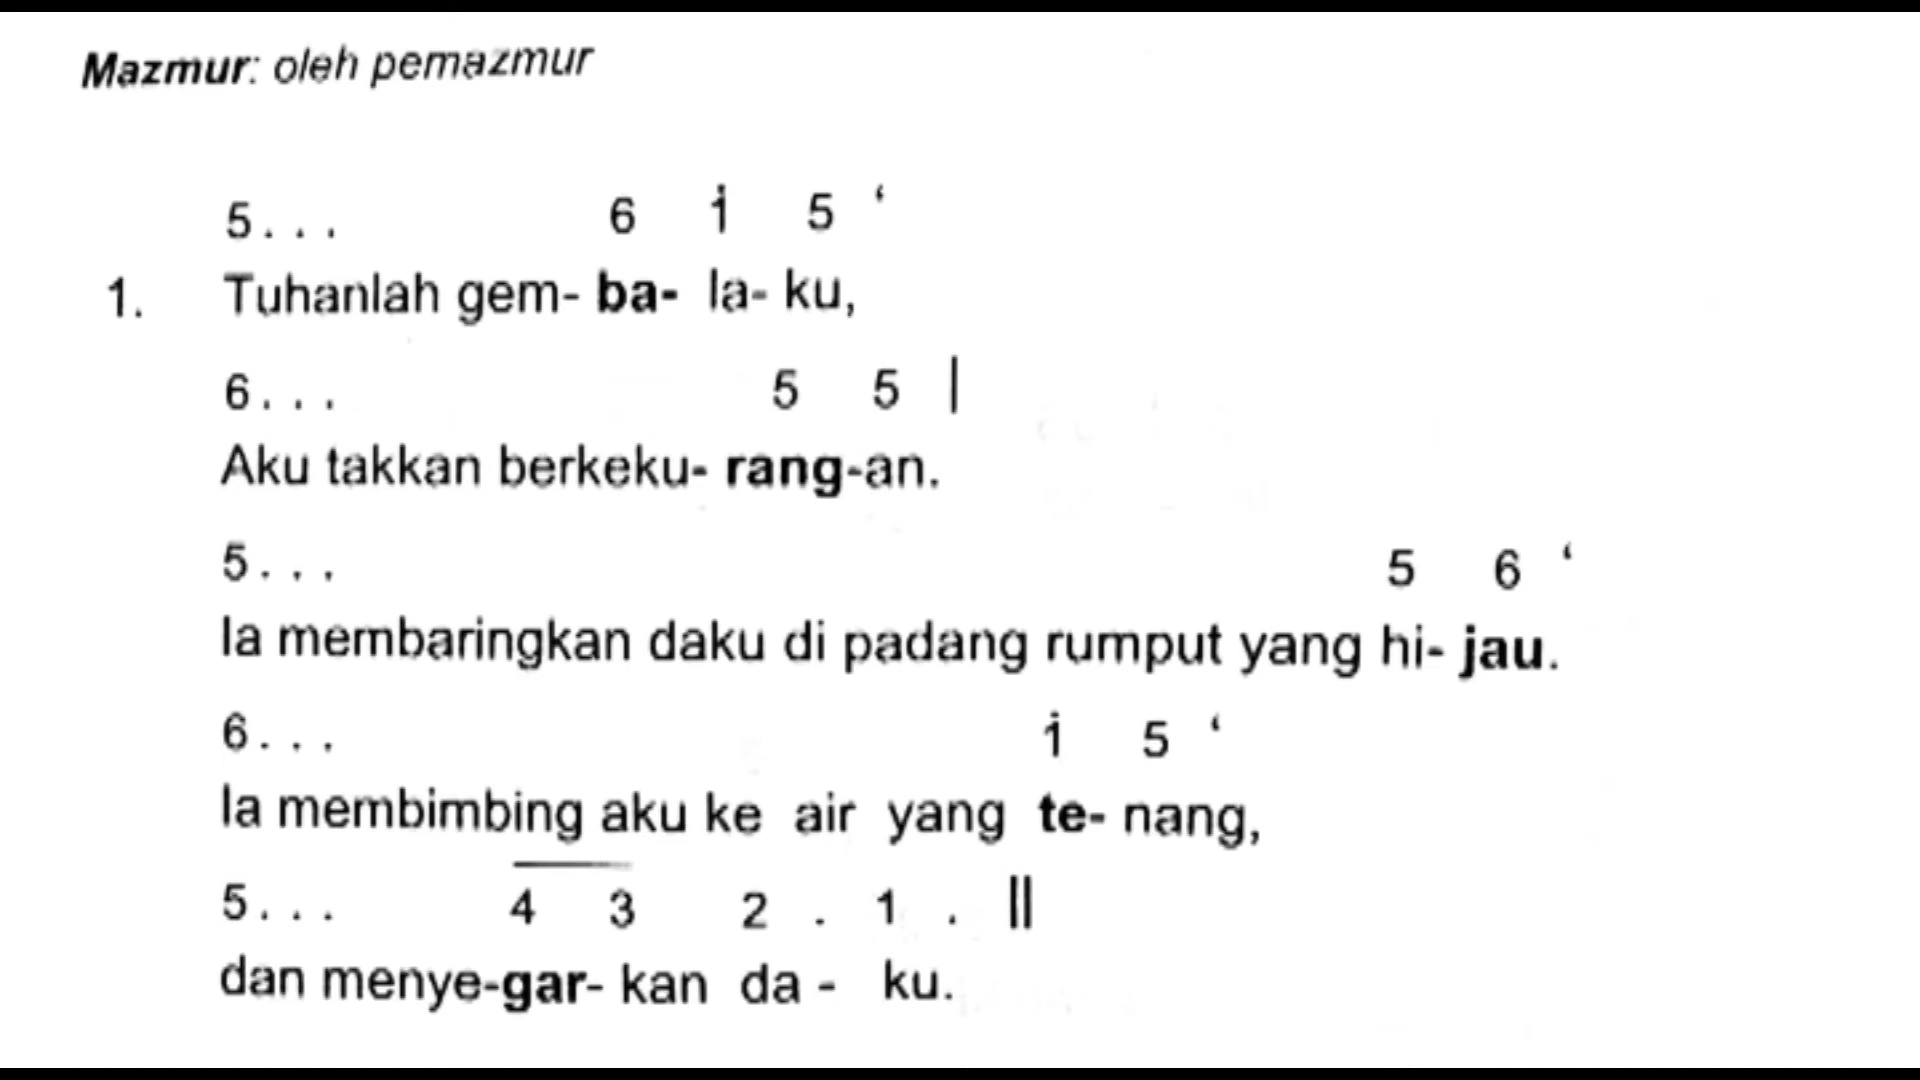 Mazmur: oleh pemazmur
5... 6 i 5 ‘
1. Tuhanlah gem- ba- la- ku,
6... 5 5 |
Aku takkan berkeku- rang-an.
5... 5 6 ‘
Ia membaringkan daku di padang rumput yang hi- jau.
6... i 5 ‘
Ia membimbing aku ke air yang te- nang,
5... 4 3 2 . 1 . ||
dan menye-gar- kan da - ku.